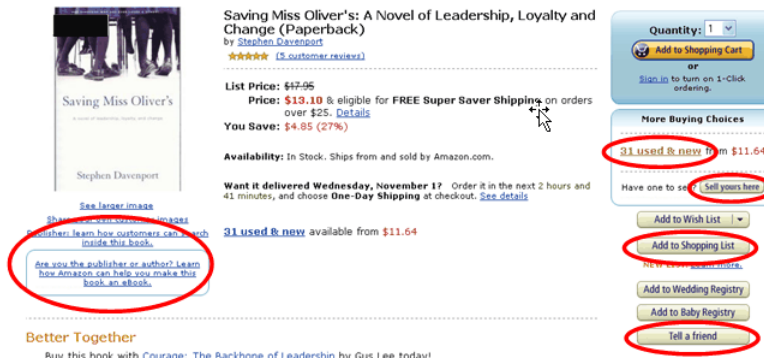 Saving Miss Oliver's
a novel of leadership, loyalty, and change
Stephen Davenport
See larger image
Share your own customer images
Publisher: learn how customers can search
inside this book.
Are you the publisher or author? Learn
how Amazon can help you make this
book an eBook.
Saving Miss Oliver's: A Novel of Leadership, Loyalty and
Change (Paperback)
by Stephen Davenport
(5 customer reviews)
List Price: $17.95
Price: $13.10 & eligible for FREE Super Saver Shipping on orders
over $25. Details
You Save: $4.85 (27%)
Availability: In Stock. Ships from and sold by Amazon.com.
Want it delivered Wednesday, November 1? Order it in the next 2 hours and
41 minutes, and choose One-Day Shipping at checkout. See details
31 used & new available from $11.64
Quantity: 1
Add to Shopping Cart
or
Sign in to turn on 1-Click
ordering.
More Buying Choices
31 used & new from $11.64
Have one to sell? Sell yours here
Add to Wish List
Add to Shopping List
Learn more.
Add to Wedding Registry
Add to Baby Registry
Tell a friend
Better Together
Buy this book with Courage: The Backbone of Leadership by Gus Lee today!